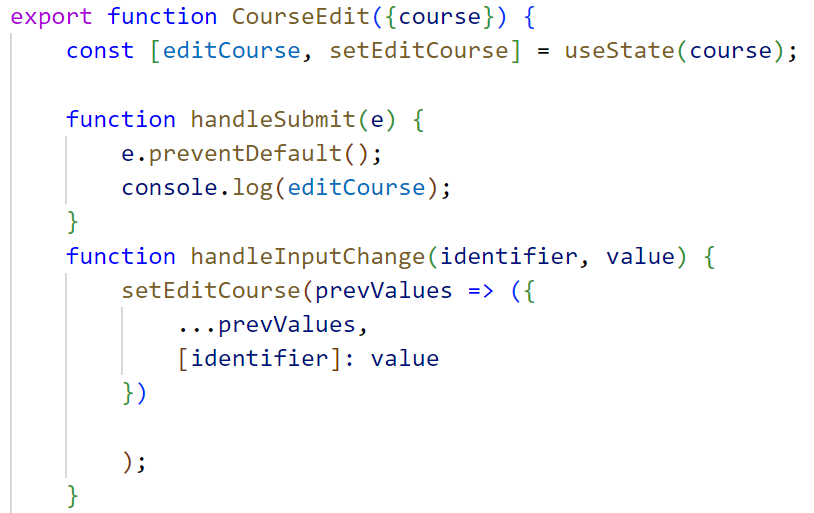 export function CourseEdit({course}) {
    const [editCourse, setEditCourse] = useState(course);

    function handleSubmit(e) {
        e.preventDefault();
        console.log(editCourse);
    }
    function handleInputChange(identifier, value) {
        setEditCourse(prevValues => ({
            ...prevValues,
            [identifier]: value
        })

        );
    }